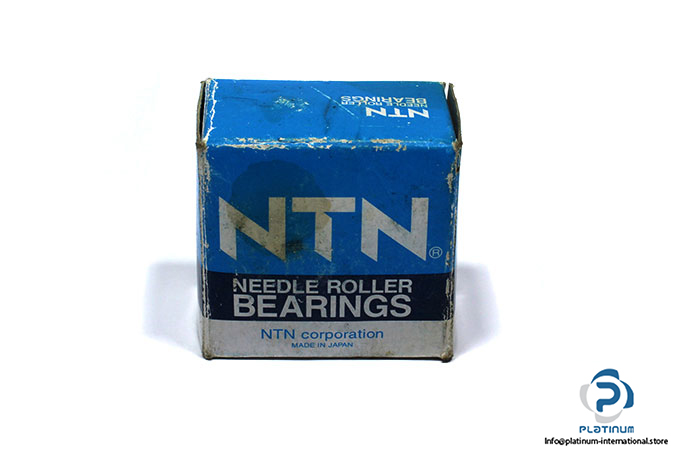 NTN
NEEDLE ROLLER
BEARINGS
NTN®
NEEDLE ROLLER
BEARINGS
NTN corporation
MADE IN JAPAN
PLATINUM
Info@platinum-international.store